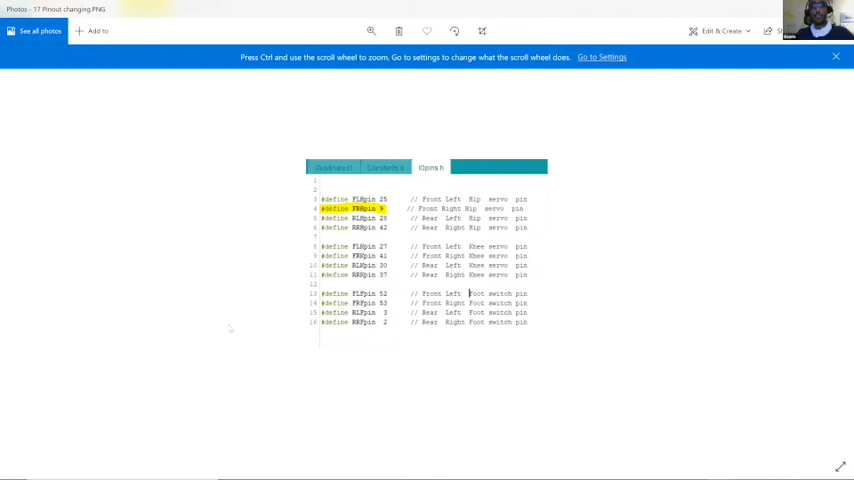 Photos - 17 Pinout changing.PNG
See all photos
Add to
Edit & Create
Press Ctrl and use the scroll wheel to zoom. Go to settings to change what the scroll wheel does. Go to Settings
Constants.h IOpins.h
1
2
3 #define FLHpin 25 // Front Left Hip servo pin
4 #define FRHpin 9 // Front Right Hip servo pin
5 #define RLHpin 28 // Rear Left Hip servo pin
6 #define RRHpin 42 // Rear Right Hip servo pin
7
8 #define FLKpin 27 // Front Left Knee servo pin
9 #define FRKpin 41 // Front Right Knee servo pin
10 #define RLKpin 30 // Rear Left Knee servo pin
11 #define RRKpin 37 // Rear Right Knee servo pin
12
13 #define FLFpin 52 // Front Left Foot switch pin
14 #define FRFpin 53 // Front Right Foot switch pin
15 #define RLFpin 3 // Rear Left Foot switch pin
16 #define RRFpin 2 // Rear Right Foot switch pin